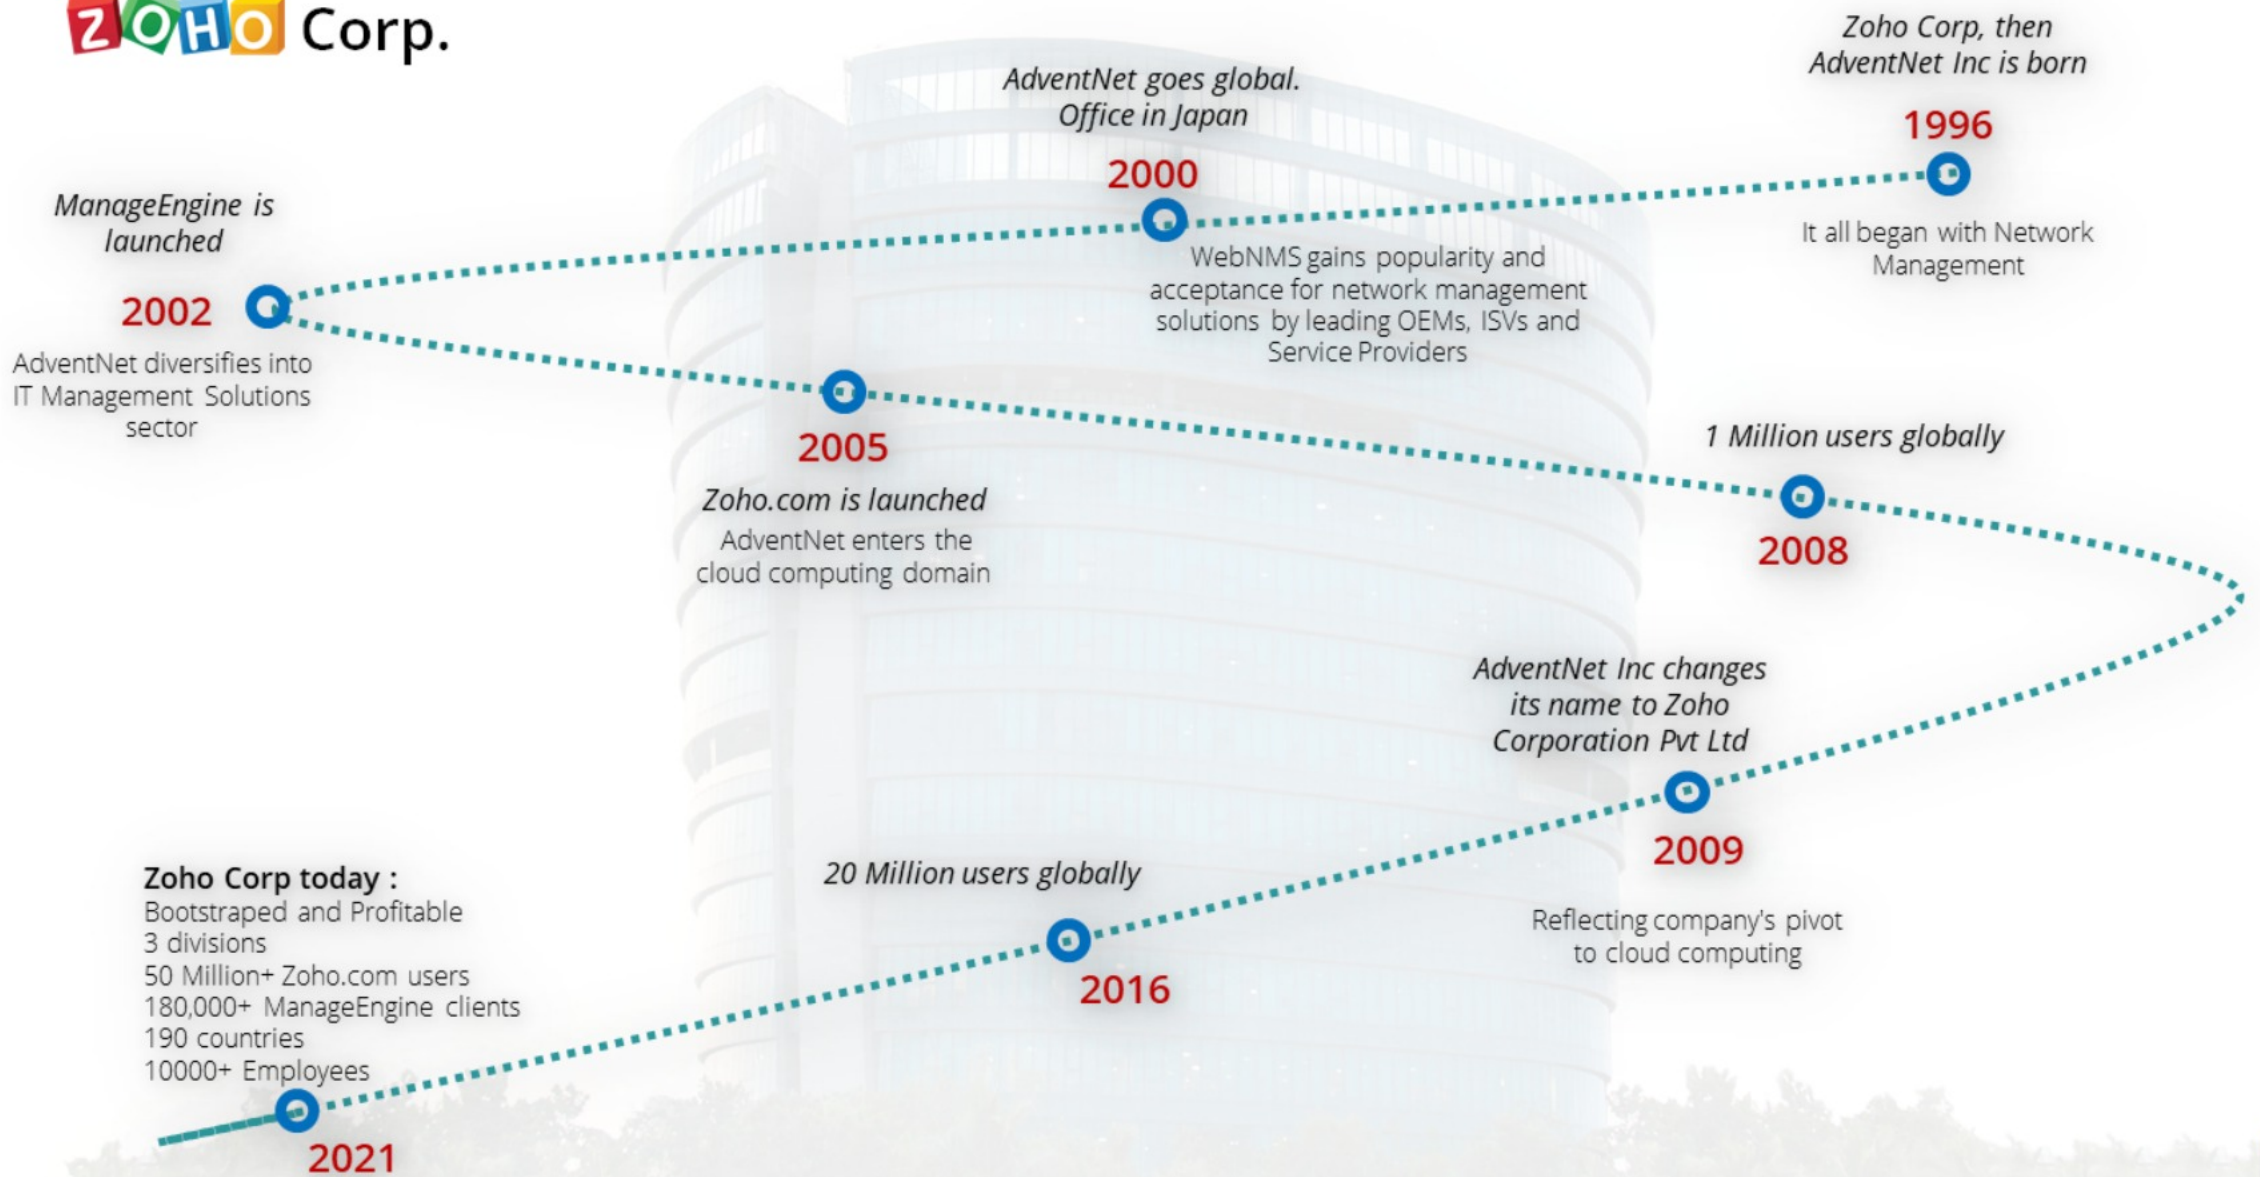 ZOHO Corp.
Zoho Corp, then
AdventNet Inc is born
1996
It all began with Network
Management
AdventNet goes global.
Office in Japan
2000
WebNMS gains popularity and
acceptance for network management
solutions by leading OEMs, ISVs and
Service Providers
ManageEngine is
launched
2002
AdventNet diversifies into
IT Management Solutions
sector
2005
Zoho.com is launched
AdventNet enters the
cloud computing domain
1 Million users globally
2008
AdventNet Inc changes
its name to Zoho
Corporation Pvt Ltd
2009
Reflecting company's pivot
to cloud computing
20 Million users globally
2016
Zoho Corp today :
Bootstraped and Profitable
3 divisions
50 Million+ Zoho.com users
180,000+ ManageEngine clients
190 countries
10000+ Employees
2021